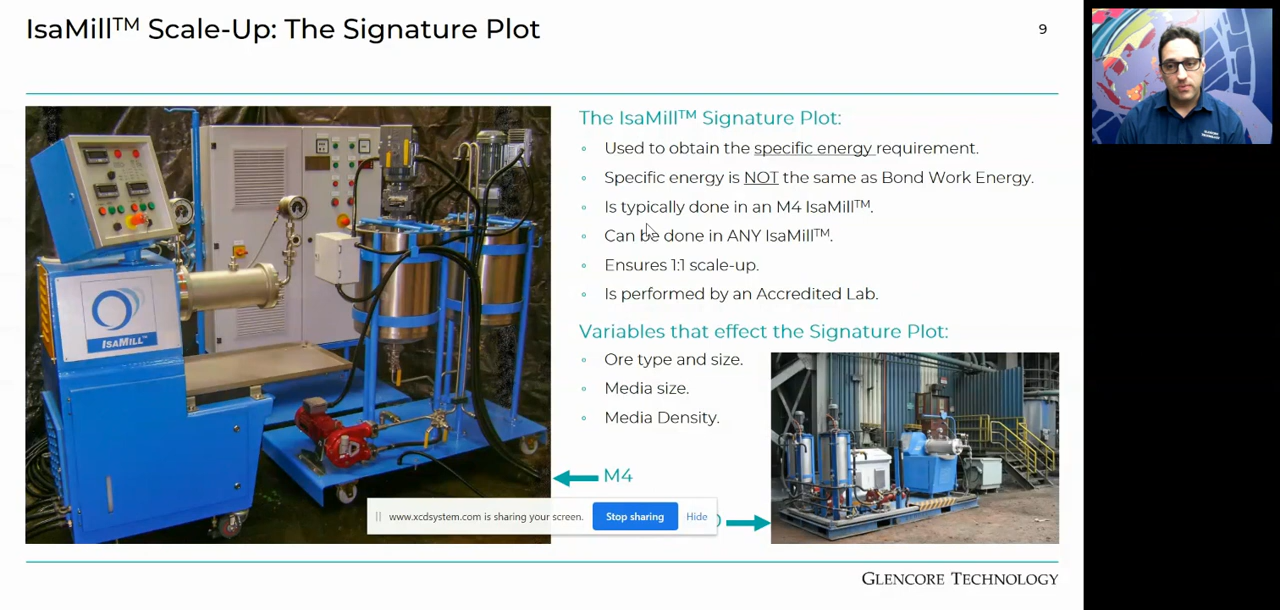 IsaMill™ Scale-Up: The Signature Plot
9
The IsaMill™ Signature Plot:
Used to obtain the specific energy requirement.
Specific energy is NOT the same as Bond Work Energy.
Is typically done in an M4 IsaMill™.
Can be done in ANY IsaMill™.
Ensures 1:1 scale-up.
Is performed by an Accredited Lab.
Variables that effect the Signature Plot:
Ore type and size.
Media size.
Media Density.
M4
ISAMILL™
www.xcdsystem.com is sharing your screen.
Stop sharing
Hide
GLENCORE TECHNOLOGY